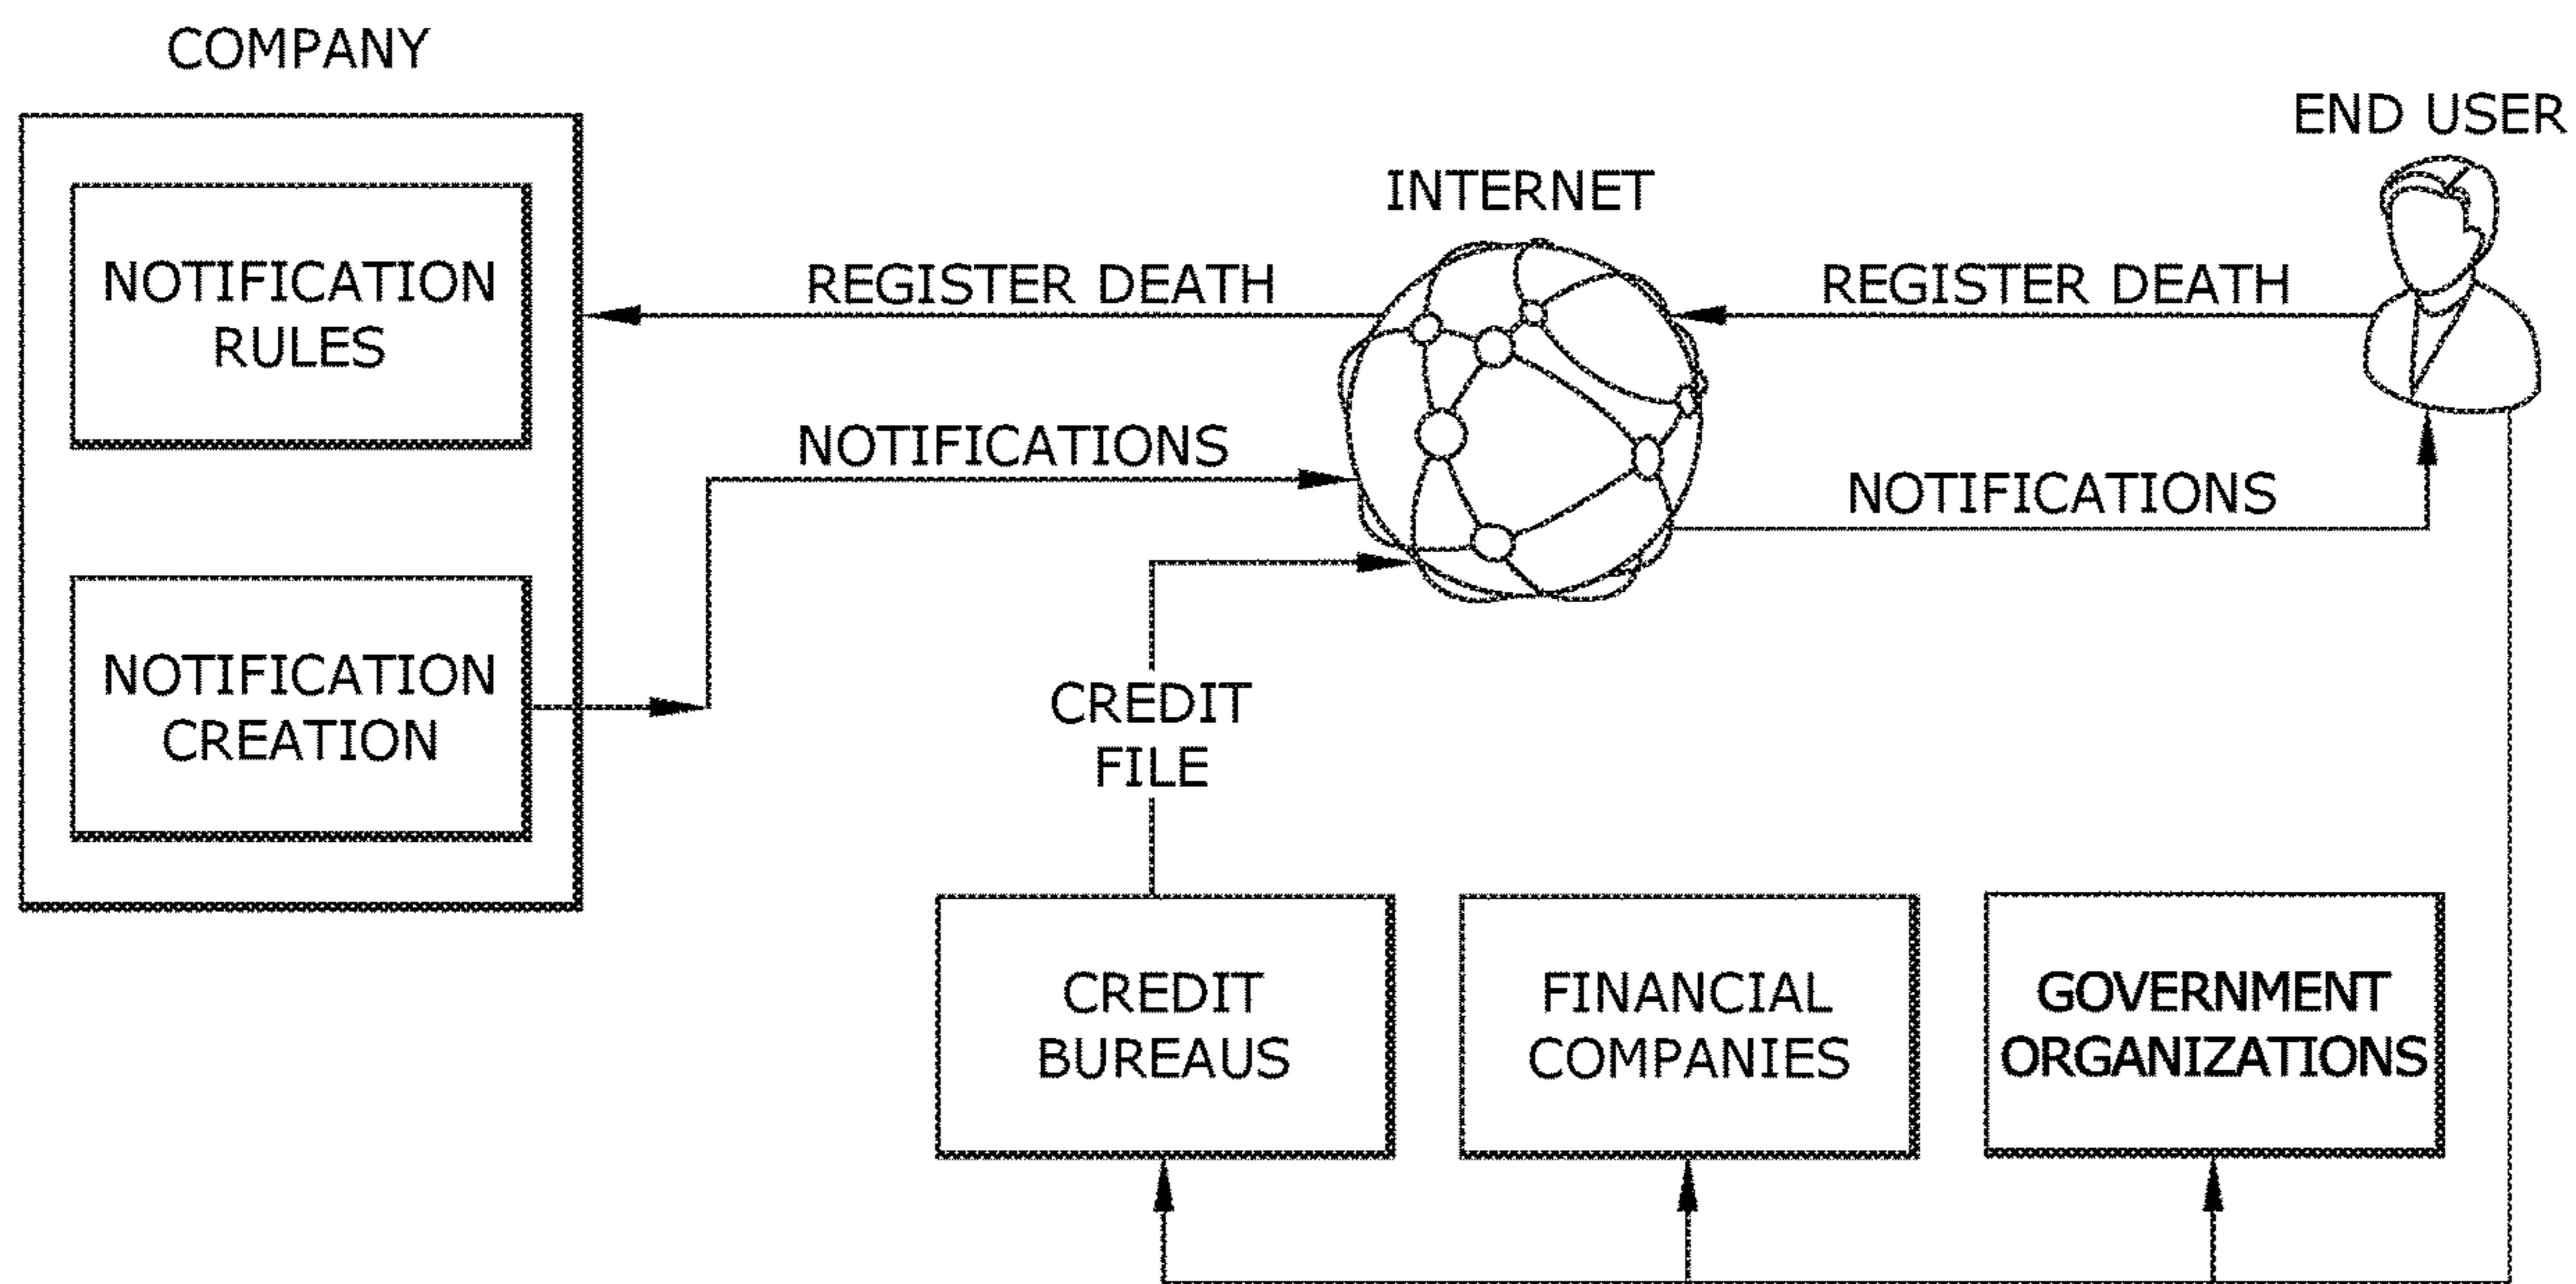 COMPANY
END USER
INTERNET
NOTIFICATION
RULES
REGISTER DEATH
REGISTER DEATH
NOTIFICATIONS
NOTIFICATIONS
NOTIFICATION
CREATION
CREDIT
FILE
CREDIT
BUREAUS
FINANCIAL
COMPANIES
GOVERNMENT
ORGANIZATIONS